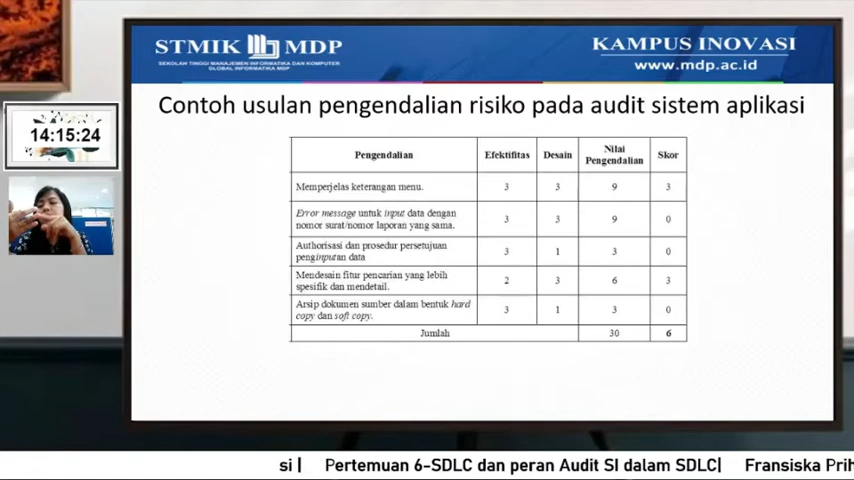 STMIK MDP
SEKOLAH TINGGI MANAJEMEN INFORMATIKA DAN KOMPUTER
GLOBAL INFORMATIKA MDP
KAMPUS INOVASI
www.mdp.ac.id
14:15:24
Contoh usulan pengendalian risiko pada audit sistem aplikasi
Pengendalian Efektifitas Desain Nilai Pengendalian Skor
Memperjelas keterangan menu. 3 3 9 3
Error message untuk input data dengan
nomor surat/nomor laporan yang sama. 3 3 9 0
Authorisasi dan prosedur persetujuan
penginputan data 3 1 3 0
Mendesain fitur pencarian yang lebih
spesifik dan mendetail. 2 3 6 3
Arsip dokumen sumber dalam bentuk hard
copy dan soft copy. 3 1 3 0
Jumlah 30 6
si | Pertemuan 6-SDLC dan peran Audit SI dalam SDLC| Fransiska Prih